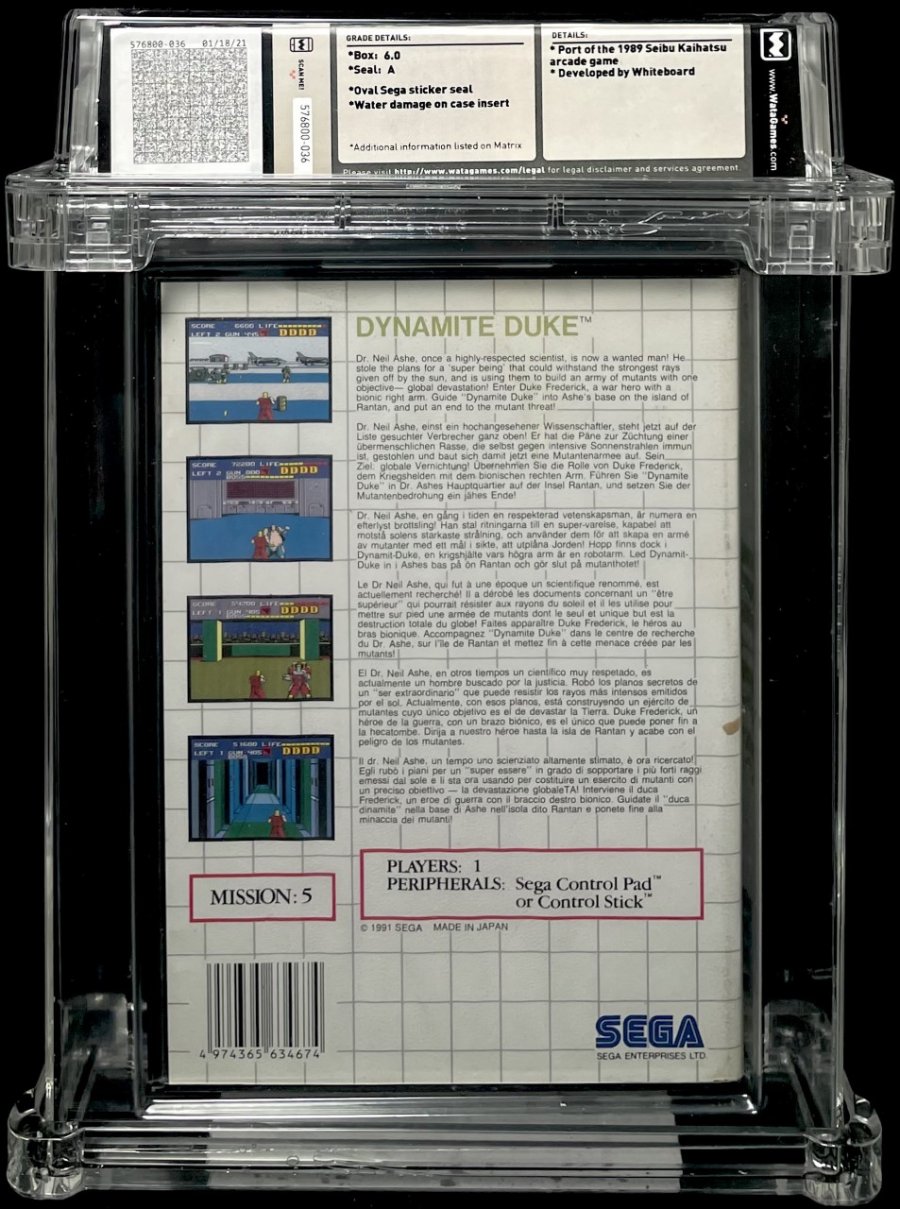 576800-036 01/18/21
SCAN ME!
576800-036
GRADE DETAILS:
*Box: 6.0
*Seal: A
*Oval Sega sticker seal
*Water damage on case insert
*Additional information listed on Matrix
DETAILS:
* Port of the 1989 Seibu Kaihatsu
arcade game
* Developed by Whiteboard
www.WataGames.com
Please visit http://www.watagames.com/legal for legal disclaimer and services agreement.
DYNAMITE DUKE™
Dr. Neil Ashe, once a highly-respected scientist, is now a wanted man! He
stole the plans for a 'super being' that could withstand the strongest rays
given off by the sun, and is using them to build an army of mutants with one
objective— global devastation! Enter Duke Frederick, a war hero with a
bionic right arm. Guide "Dynamite Duke" into Ashe's base on the island of
Rantan, and put an end to the mutant threat!
Dr. Neil Ashe, einst ein hochangesehener Wissenschaftler, steht jetzt auf der
Liste gesuchter Verbrecher ganz oben! Er hat die Päne zur Züchtung einer
übermenschlichen Rasse, die selbst gegen intensive Sonnenstrahlen immun
ist, gestohlen und baut sich damit jetzt eine Mutantenarmee auf. Sein
Ziel: globale Vernichtung! Übernehmen Sie die Rolle von Duke Frederick,
dem Kriegshelden mit dem bionischen rechten Arm. Führen Sie "Dynamite
Duke" in Dr. Ashes Hauptquartier auf der Insel Rantan, und setzen Sie der
Mutantenbedrohung ein jähes Ende!
Dr. Neil Ashe, en gång i tiden en respekterad vetenskapsman, är numera en
efterlyst brottsling! Han stal ritningarna till en super-varelse, kapabel att
motstå solens starkaste strålning, och använder dem för att skapa en armé
av mutanter med ett mål i sikte, att utplåna Jorden! Hopp finns dock i
Dynamit-Duke, en krigshjälte vars högra arm är en robotarm. Led Dynamit-
Duke in i Ashes bas på ön Rantan och gör slut på mutanthotet!
Le Dr Neil Ashe, qui fut à une époque un scientifique renommé, est
actuellement recherché! Il a dérobé les documents concernant un "être
supérieur" qui pourrait résister aux rayons du soleil et il les utilise pour
mettre sur pied une armée de mutants dont le seul et unique but est la
destruction totale du globe! Faites apparaître Duke Frederick, le héros au
bras bionique. Accompagnez "Dynamite Duke" dans le centre de recherche
du Dr. Ashe, sur l'île de Rantan et mettez fin à cette menace créée par les
mutants!
El Dr. Neil Ashe, en otros tiempos un científico muy respetado, es
actualmente un hombre buscado por la justicia. Robó los planos secretos de
un "ser extraordinario" que puede resistir los rayos más intensos emitidos
por el sol. Actualmente, con esos planos, está construyendo un ejército de
mutantes cuyo único objetivo es el de devastar la Tierra. Duke Frederick, un
héroe de la guerra, con un brazo biónico, es el único que puede poner fin a
la hecatombe. Dirija a nuestro héroe hasta la isla de Rantan y acabe con el
peligro de los mutantes.
Il dr. Neil Ashe, un tempo uno scienziato altamente stimato, è ora ricercato!
Egli rubò i piani per un "super essere" in grado di sopportare i più forti raggi
emessi dal sole e li sta ora usando per costituire un esercito di mutanti con
un preciso obiettivo — la devastazione globaleTA! Interviene il duca
Frederick, un eroe di guerra con il braccio destro bionico. Guidate il "duca
dinamite" nella base di Ashe nell'isola dito Rantan e ponete fine alla
minaccia dei mutanti!
SCORE 6600 LIFE
LEFT 2 GUN
SCORE 78200 LIFE
LEFT 2 GUN
BOSS
SCORE LIFE
LEFT 1 GUN
BOSS
SCORE 51600 LIFE
LEFT 1 GUN
BOSS
MISSION: 5
PLAYERS: 1
PERIPHERALS: Sega Control Pad™
or Control Stick™
© 1991 SEGA MADE IN JAPAN
4 974365 634674
SEGA
SEGA ENTERPRISES LTD.